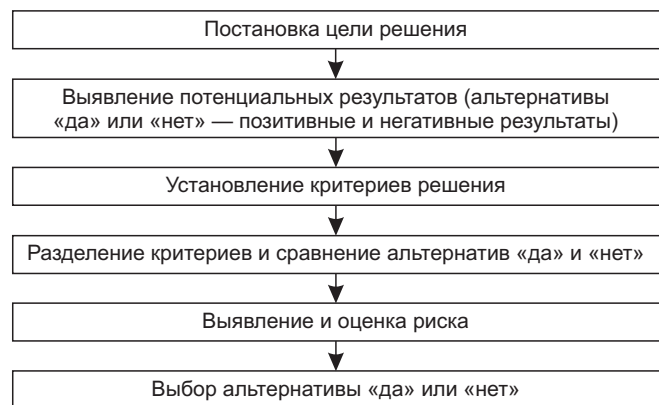 Постановка цели решения
Выявление потенциальных результатов (альтернативы
«да» или «нет» — позитивные и негативные результаты)
Установление критериев решения
Разделение критериев и сравнение альтернатив «да» и «нет»
Выявление и оценка риска
Выбор альтернативы «да» или «нет»